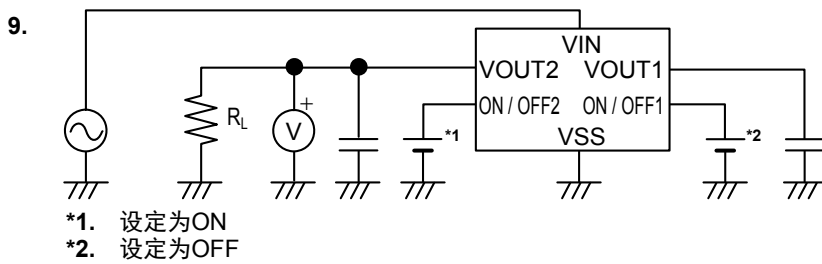 9.
VIN
VOUT2 VOUT1
ON / OFF2 ON / OFF1
VSS
RL
V
+
*1
*2
*1. 设定为ON
*2. 设定为OFF